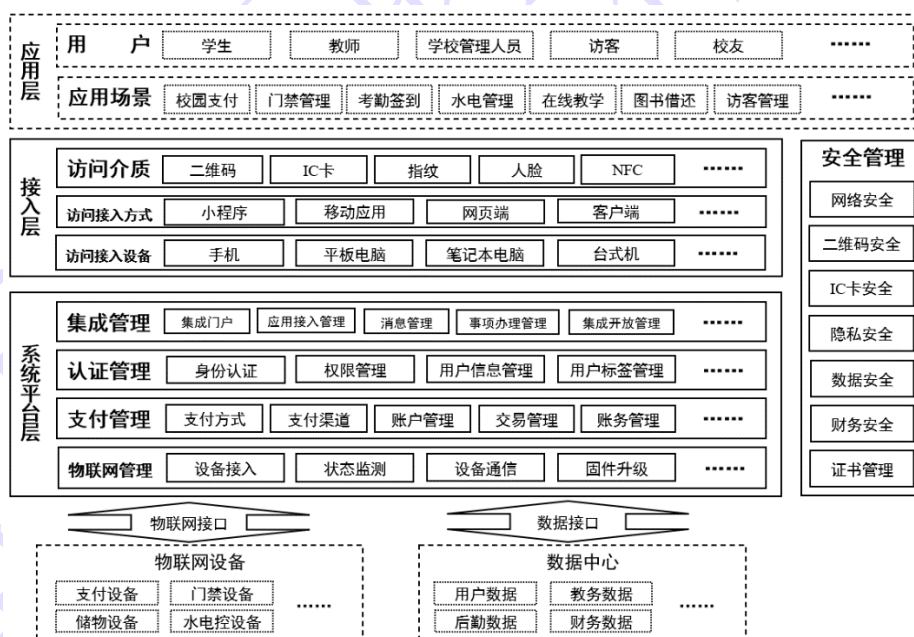 应用层
用 户 学生 教师 学校管理人员 访客 校友 ······
应用场景 校园支付 门禁管理 考勤签到 水电管理 在线教学 图书借还 访客管理 ······
接入层
访问介质 二维码 IC卡 指纹 人脸 NFC ······
访问接入方式 小程序 移动应用 网页端 客户端 ······
访问接入设备 手机 平板电脑 笔记本电脑 台式机 ······
系统平台层
集成管理 集成门户 应用接入管理 消息管理 事项办理管理 集成开放管理 ······
认证管理 身份认证 权限管理 用户信息管理 用户标签管理 ······
支付管理 支付方式 支付渠道 账户管理 交易管理 账务管理 ······
物联网管理 设备接入 状态监测 设备通信 固件升级 ······
安全管理
网络安全
二维码安全
IC卡安全
隐私安全
数据安全
财务安全
证书管理
物联网接口
数据接口
物联网设备
支付设备 门禁设备 ······
储物设备 水电控设备
数据中心
用户数据 教务数据 ······
后勤数据 财务数据